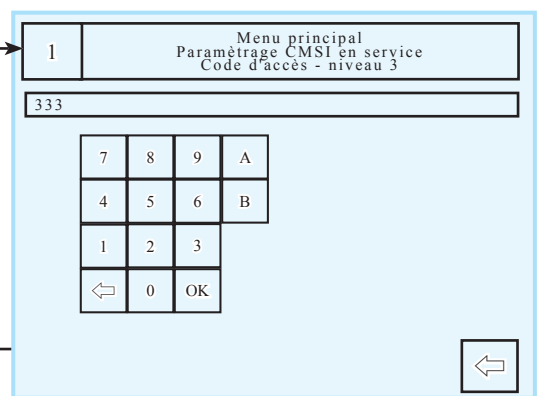 1
Menu principal
Paramètrage CMSI en service
Code d'accès - niveau 3
333
7 8 9 A
4 5 6 B
1 2 3
0 OK